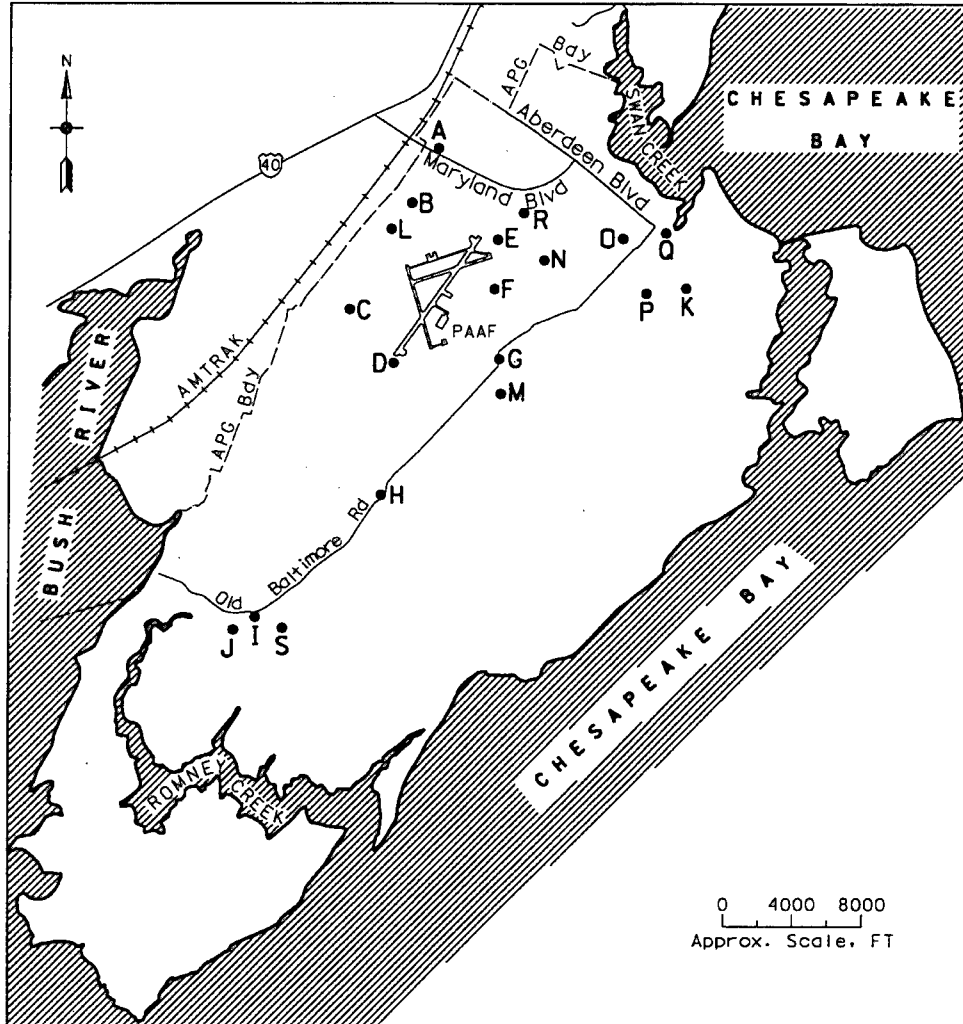 N
40
APG Bdy
SWAN CREEK
CHESAPEAKE
BAY
Aberdeen Blvd
A
Maryland Blvd
B
R
L
E
O
Q
N
C
F
P
K
PAAF
D
G
M
AMTRAK
APG Bdy
BUSH RIVER
H
Old Baltimore Rd
J
I
S
ROMNEY
CREEK
CHESAPEAKE BAY
0 4000 8000
Approx. Scale, FT